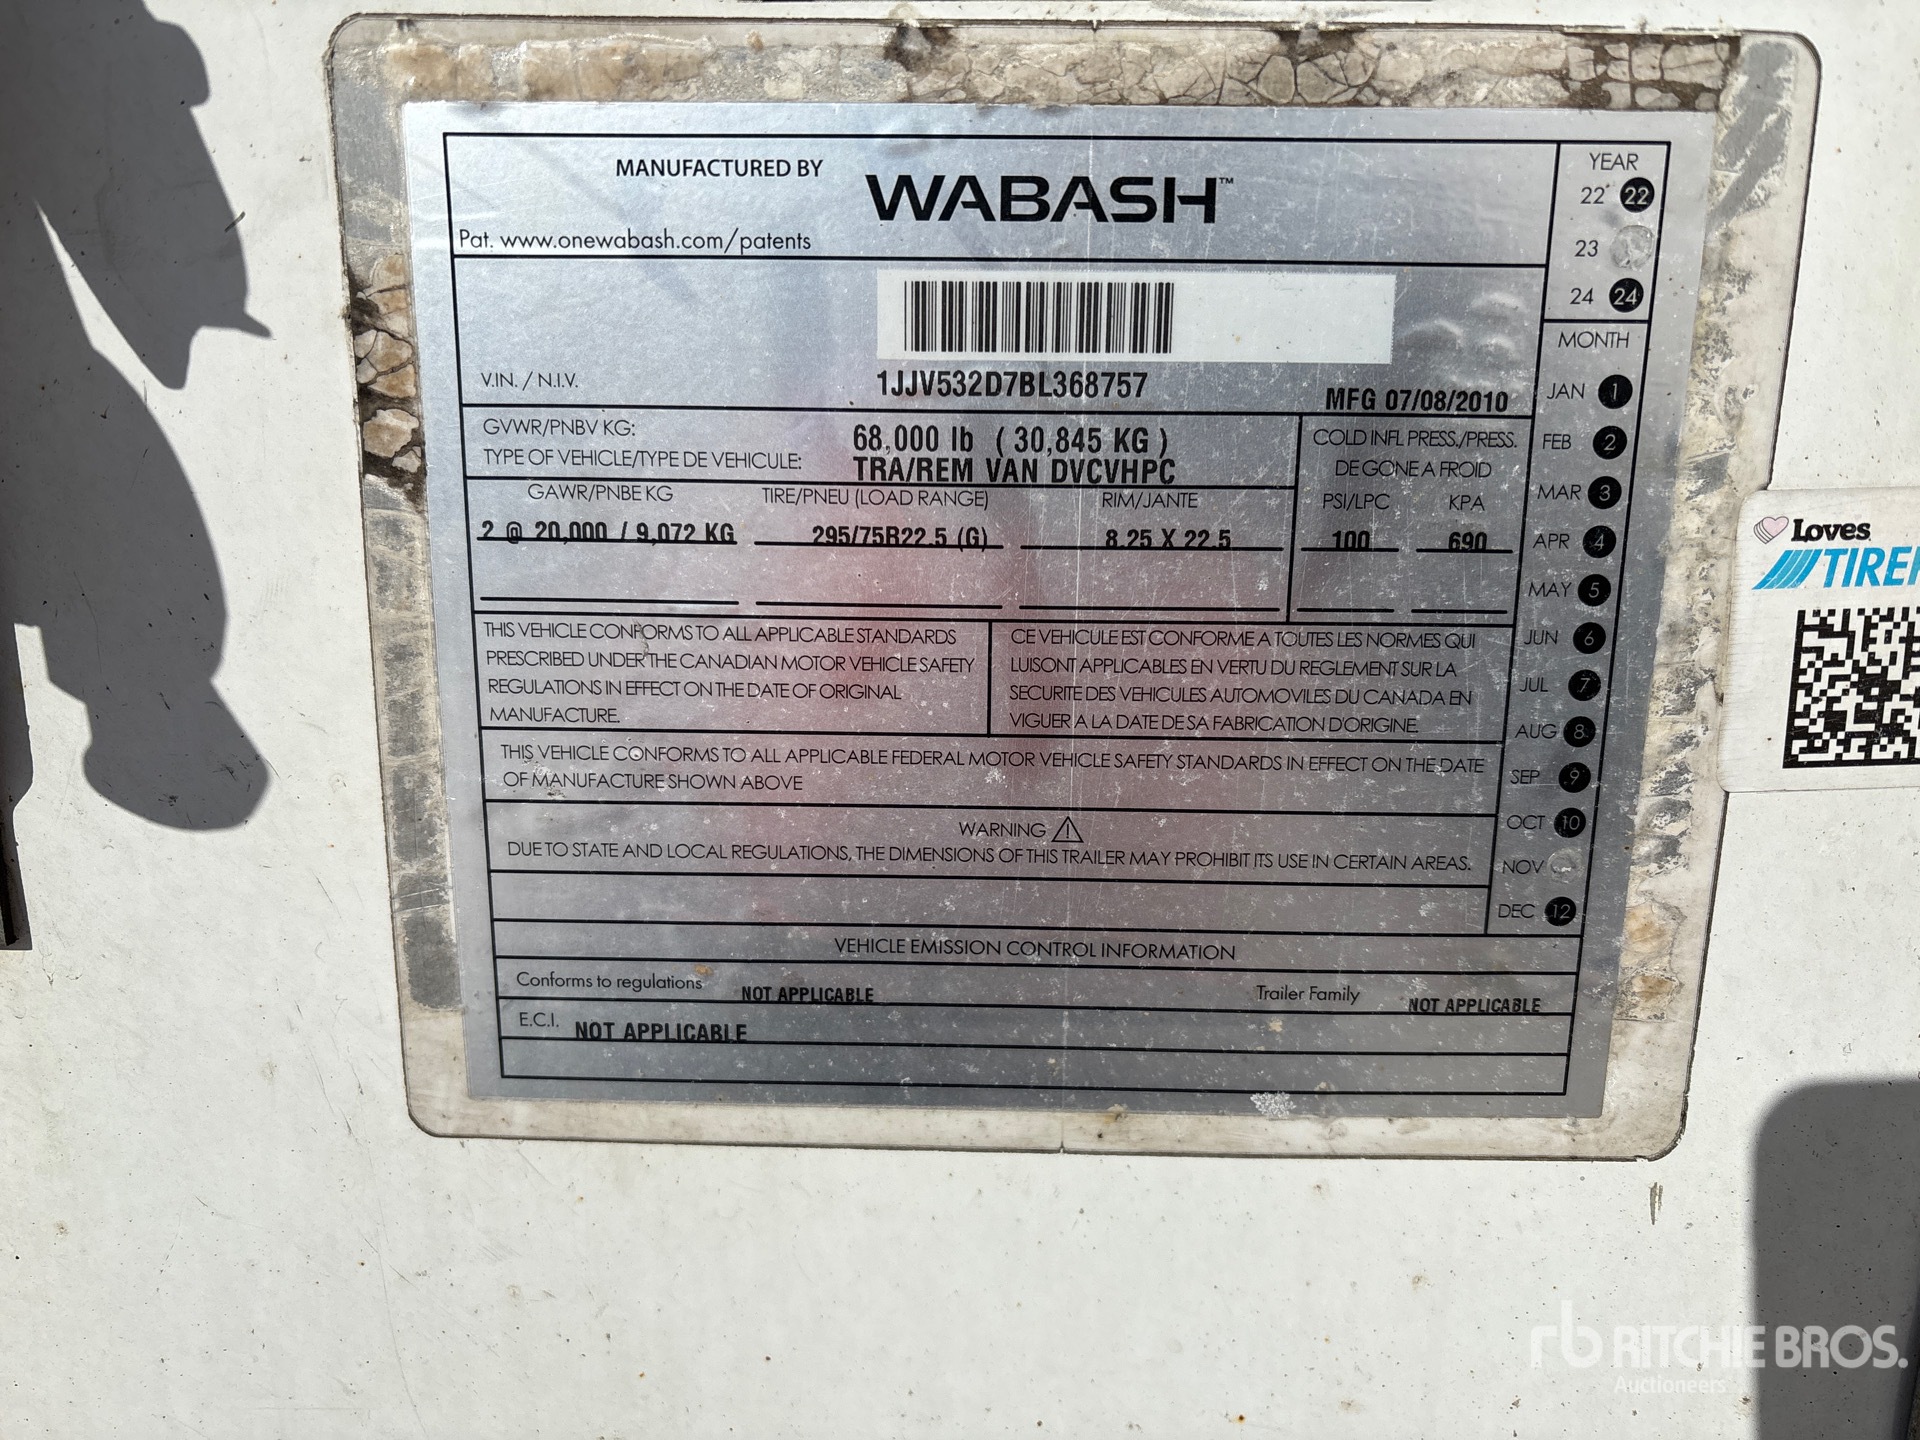 MANUFACTURED BY WABASH™
Pat. www.onewabash.com/patents
YEAR
22 22
23
24 24
V.I.N. / N.I.V. 1JJV532D7BL368757 MFG 07/08/2010
GVWR/PNBV KG: 68,000 lb ( 30,845 KG )
TYPE OF VEHICLE/TYPE DE VEHICULE: TRA/REM VAN DVCVHPC
COLD INFL PRESS./PRESS.
DE GONE A FROID
GAWR/PNBE KG TIRE/PNEU (LOAD RANGE) RIM/JANTE PSI/LPC KPA
2 @ 20,000 / 9,072 KG 295/75R22.5 (G) 8.25 X 22.5 100 690
THIS VEHICLE CONFORMS TO ALL APPLICABLE STANDARDS
PRESCRIBED UNDER THE CANADIAN MOTOR VEHICLE SAFETY
REGULATIONS IN EFFECT ON THE DATE OF ORIGINAL
MANUFACTURE.
CE VEHICULE EST CONFORME A TOUTES LES NORMES QUI
LUI SONT APPLICABLES EN VERTU DU REGLEMENT SUR LA
SECURITE DES VEHICULES AUTOMOVILES DU CANADA EN
VIGUER A LA DATE DE SA FABRICATION D'ORIGINE.
THIS VEHICLE CONFORMS TO ALL APPLICABLE FEDERAL MOTOR VEHICLE SAFETY STANDARDS IN EFFECT ON THE DATE
OF MANUFACTURE SHOWN ABOVE
WARNING
DUE TO STATE AND LOCAL REGULATIONS, THE DIMENSIONS OF THIS TRAILER MAY PROHIBIT ITS USE IN CERTAIN AREAS.
MONTH
JAN 1
FEB 2
MAR 3
APR 4
MAY 5
JUN 6
JUL 7
AUG 8
SEP 9
OCT 10
NOV
DEC 12
VEHICLE EMISSION CONTROL INFORMATION
Conforms to regulations NOT APPLICABLE Trailer Family NOT APPLICABLE
E.C.I. NOT APPLICABLE
Loves
rb RITCHIE BROS.
Auctioneers